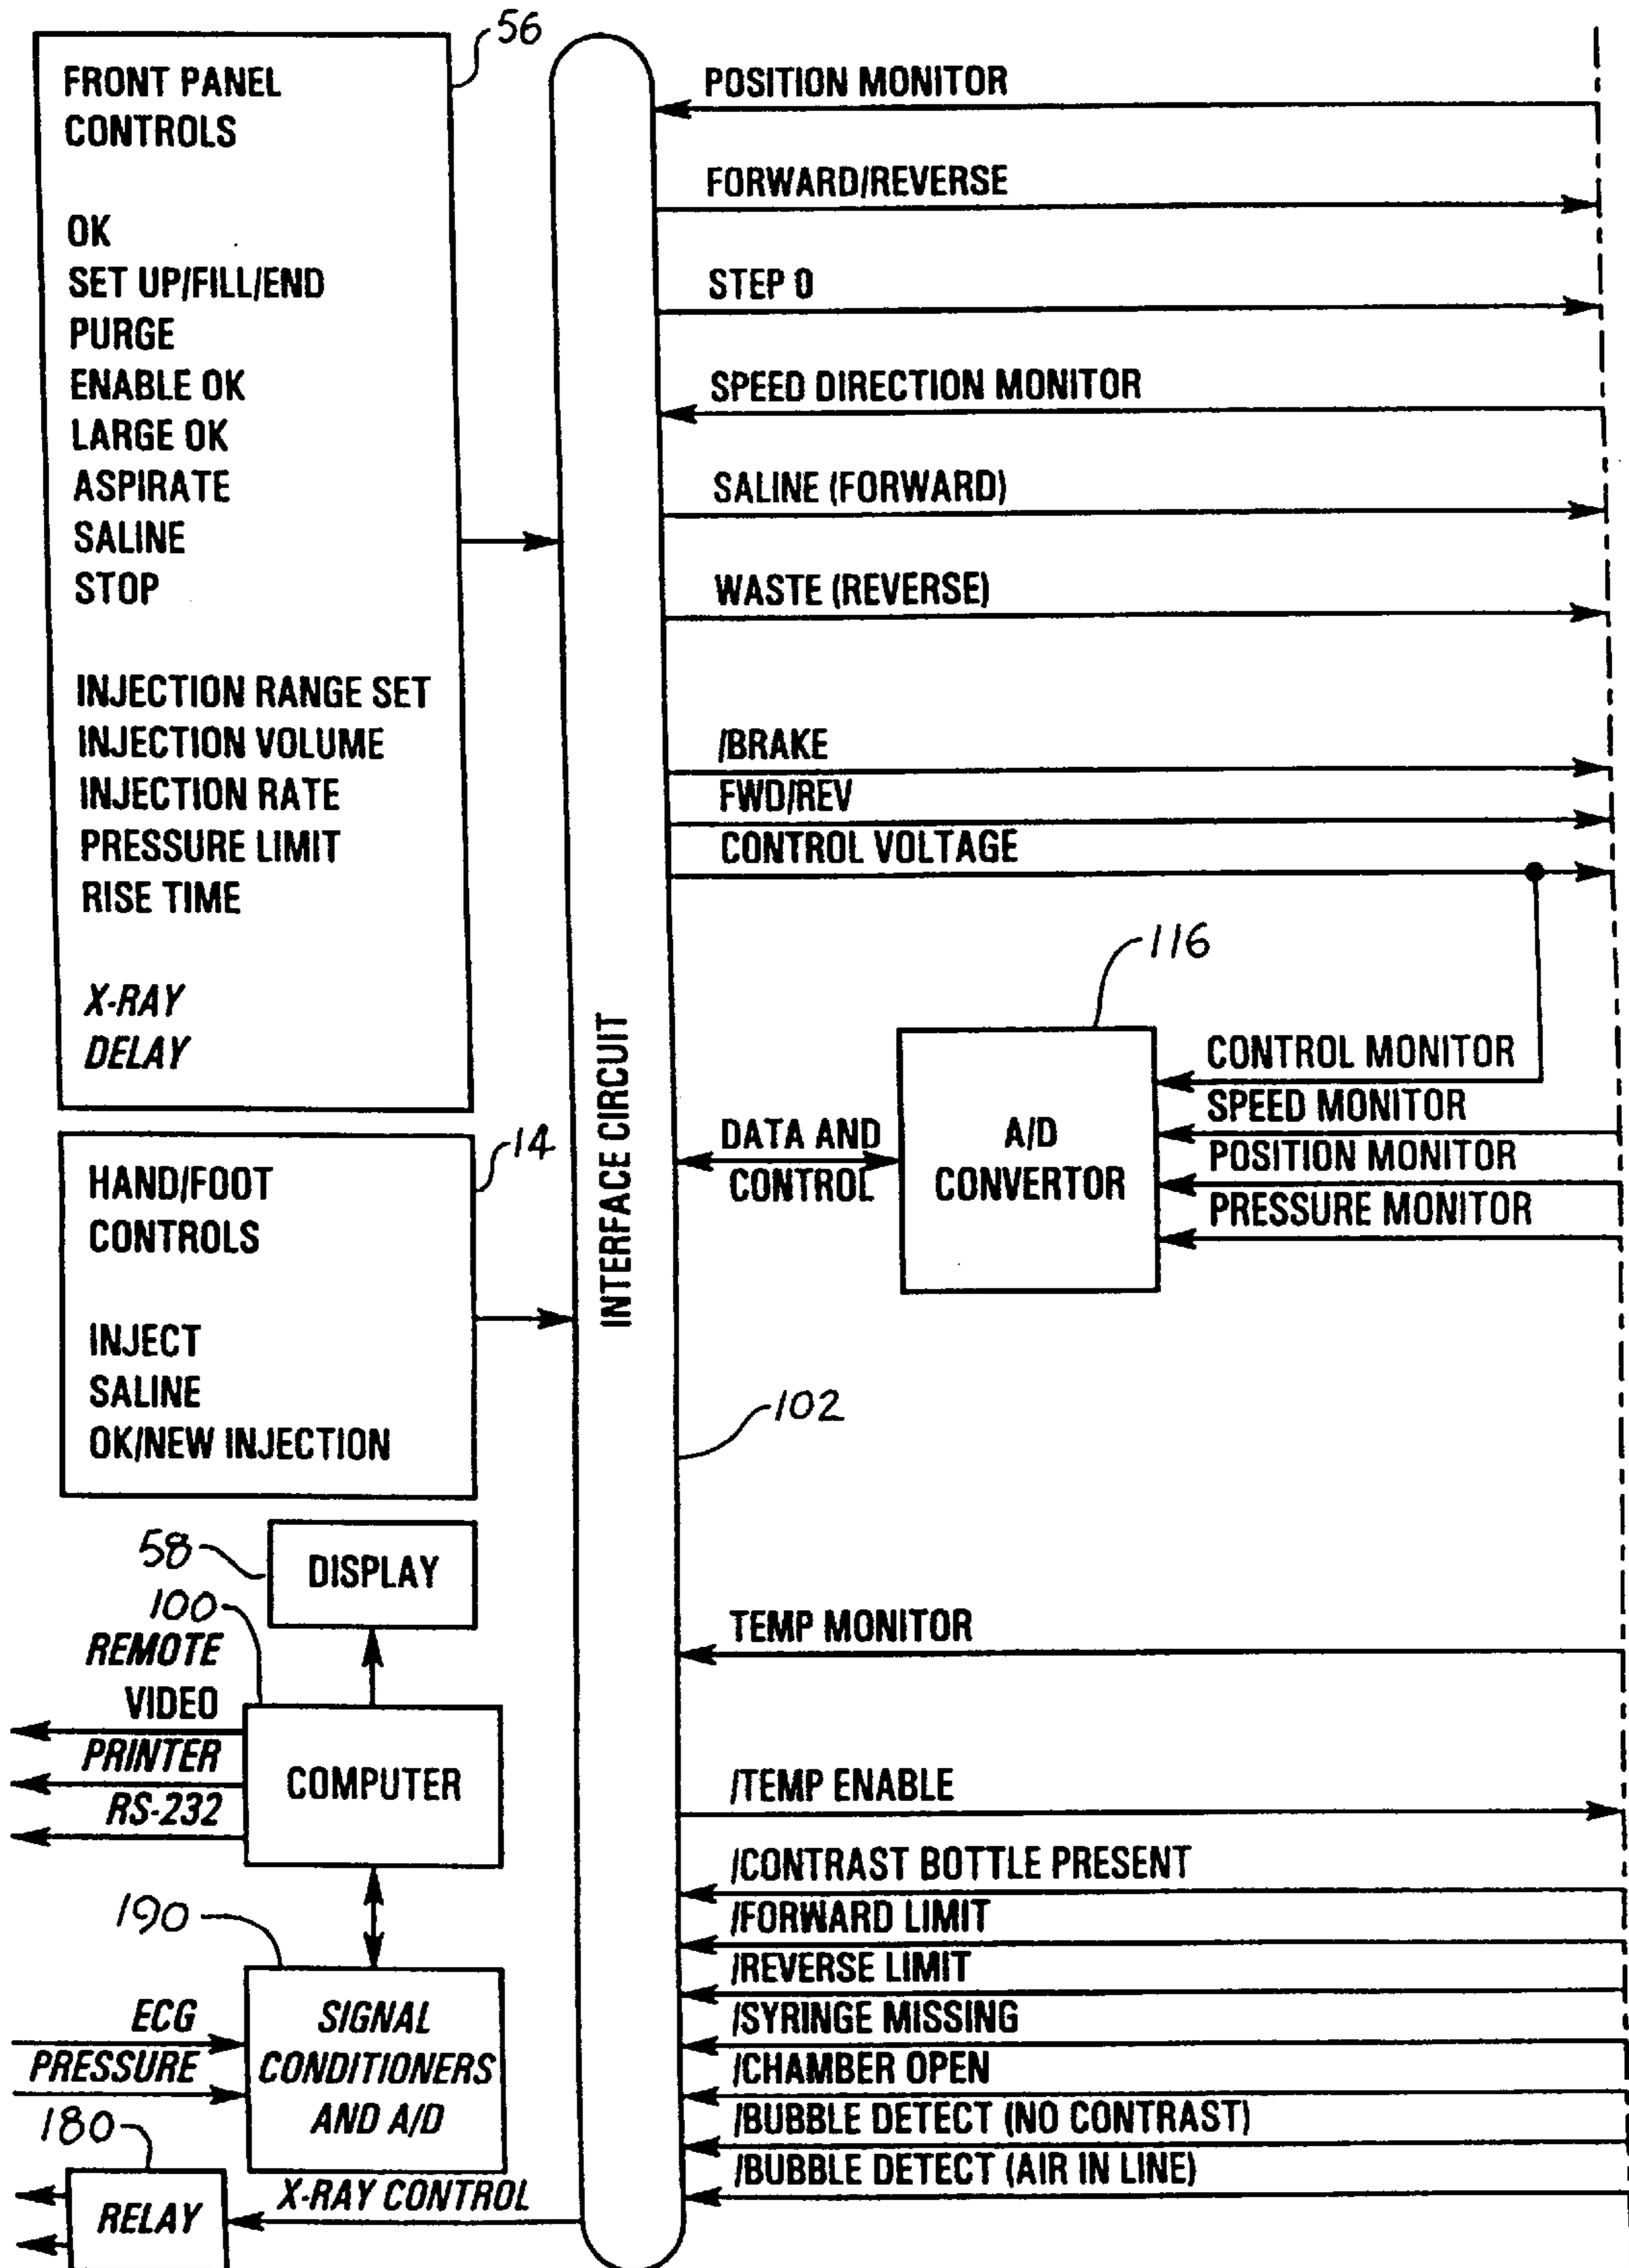 56
FRONT PANEL
CONTROLS
OK
SET UP/FILL/END
PURGE
ENABLE OK
LARGE OK
ASPIRATE
SALINE
STOP
INJECTION RANGE SET
INJECTION VOLUME
INJECTION RATE
PRESSURE LIMIT
RISE TIME
X-RAY
DELAY
14
HAND/FOOT
CONTROLS
INJECT
SALINE
OK/NEW INJECTION
58
DISPLAY
100
REMOTE
VIDEO
PRINTER
RS-232
COMPUTER
190
ECG
PRESSURE
SIGNAL
CONDITIONERS
AND A/D
180
RELAY
X-RAY CONTROL
INTERFACE CIRCUIT
102
POSITION MONITOR
FORWARD/REVERSE
STEP 0
SPEED DIRECTION MONITOR
SALINE (FORWARD)
WASTE (REVERSE)
/BRAKE
FWD/REV
CONTROL VOLTAGE
116
DATA AND
CONTROL
A/D
CONVERTOR
CONTROL MONITOR
SPEED MONITOR
POSITION MONITOR
PRESSURE MONITOR
TEMP MONITOR
/TEMP ENABLE
/CONTRAST BOTTLE PRESENT
/FORWARD LIMIT
/REVERSE LIMIT
/SYRINGE MISSING
/CHAMBER OPEN
/BUBBLE DETECT (NO CONTRAST)
/BUBBLE DETECT (AIR IN LINE)